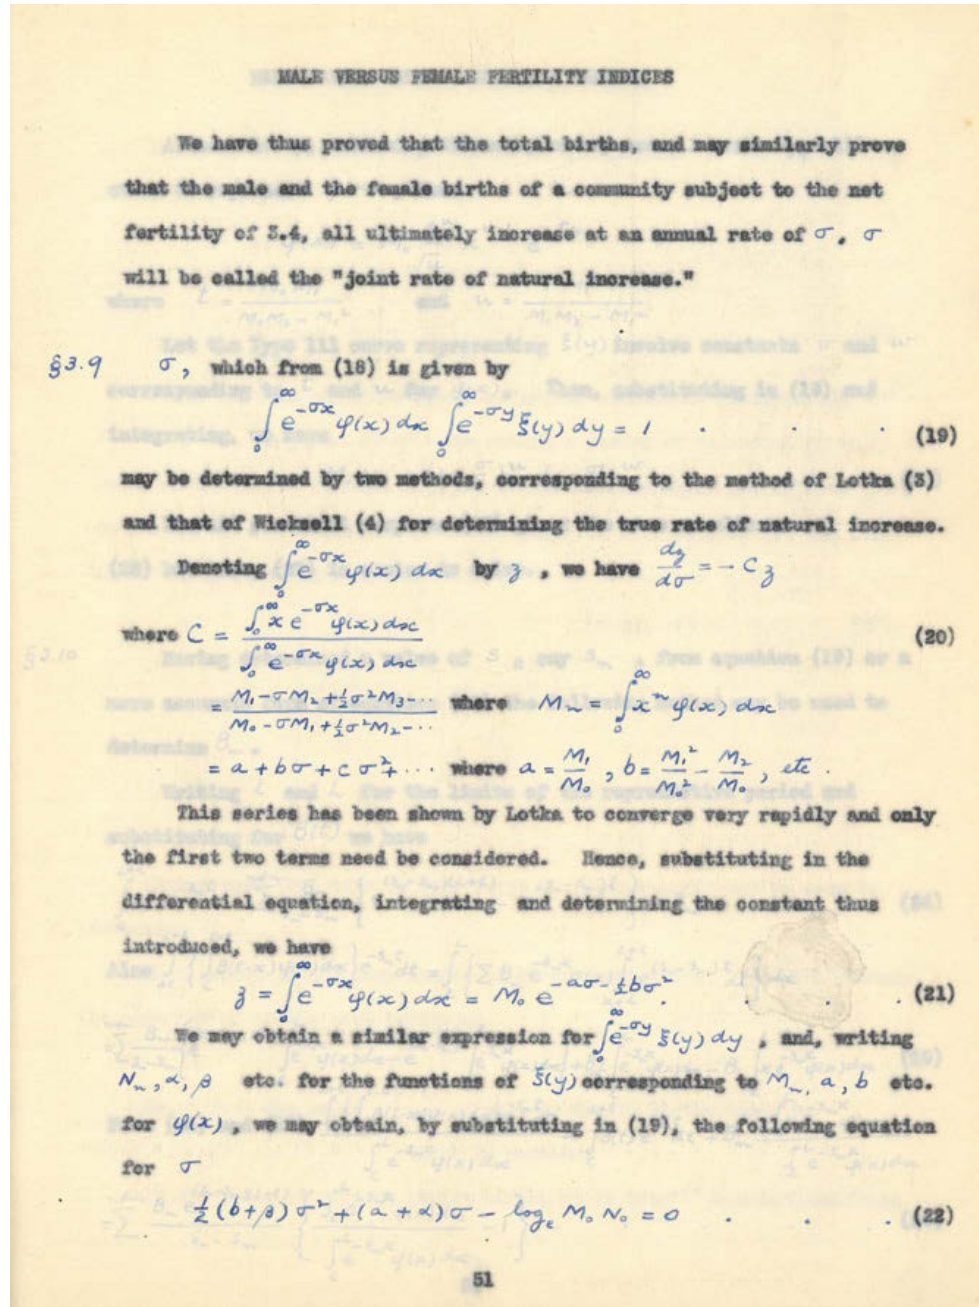 MALE VERSUS FEMALE FERTILITY INDICES
We have thus proved that the total births, and may similarly prove
that the male and the female births of a community subject to the net
fertility of 3.4, all ultimately increase at an annual rate of σ. σ
will be called the "joint rate of natural increase."
§3.9 σ, which from (18) is given by
∫₀^∞ e^{-σx} φ(x) dx ∫₀^∞ e^{-σy} ξ(y) dy = 1 . . . (19)
may be determined by two methods, corresponding to the method of Lotka (3)
and that of Wicksell (4) for determining the true rate of natural increase.
Denoting ∫₀^∞ e^{-σx} φ(x) dx by z, we have dz/dσ = -Cz
where C = ∫₀^∞ x e^{-σx} φ(x) dx / ∫₀^∞ e^{-σx} φ(x) dx (20)
= (M₁ - σM₂ + ½σ²M₃ - ...) / (M₀ - σM₁ + ½σ²M₂ - ...) where Mₙ = ∫₀^∞ xⁿ φ(x) dx
= a + bσ + cσ² + ... where a = M₁/M₀, b = M₁²/M₀² - M₂/M₀, etc.
This series has been shown by Lotka to converge very rapidly and only
the first two terms need be considered. Hence, substituting in the
differential equation, integrating and determining the constant thus
introduced, we have
z = ∫₀^∞ e^{-σx} φ(x) dx = M₀ e^{-aσ - ½bσ²} . . . (21)
We may obtain a similar expression for ∫₀^∞ e^{-σy} ξ(y) dy, and, writing
Nₙ, α, β etc. for the functions of ξ(y) corresponding to Mₙ, a, b etc.
for φ(x), we may obtain, by substituting in (19), the following equation
for σ
½(b+β)σ² + (a+α)σ - logₑ M₀ N₀ = 0 . . . (22)
51